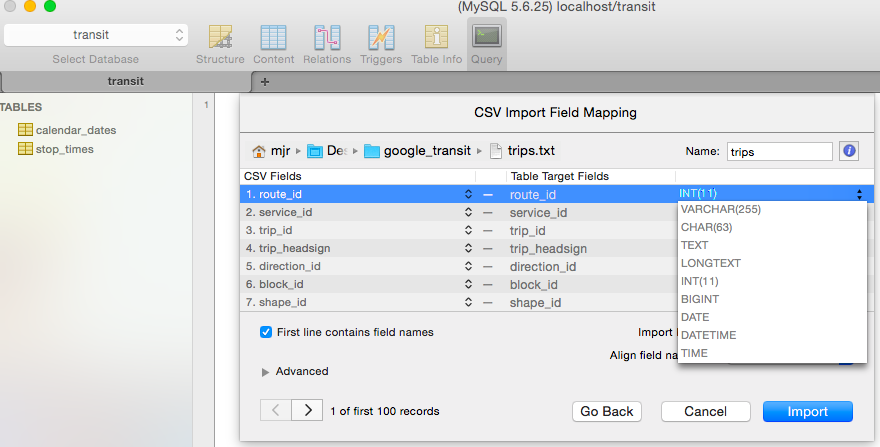 (MySQL 5.6.25) localhost/transit
transit
Select Database
Structure
Content
Relations
Triggers
Table Info
Query
transit
+
TABLES
calendar_dates
stop_times
1
CSV Import Field Mapping
mjr
google_transit
trips.txt
Name: trips
CSV Fields
Table Target Fields
1. route_id — route_id INT(11)
2. service_id — service_id
3. trip_id — trip_id
4. trip_headsign — trip_headsign
5. direction_id — direction_id
6. block_id — block_id
7. shape_id — shape_id
VARCHAR(255)
CHAR(63)
TEXT
LONGTEXT
INT(11)
BIGINT
DATE
DATETIME
TIME
First line contains field names
Import
Align field
Advanced
1 of first 100 records
Go Back
Cancel
Import